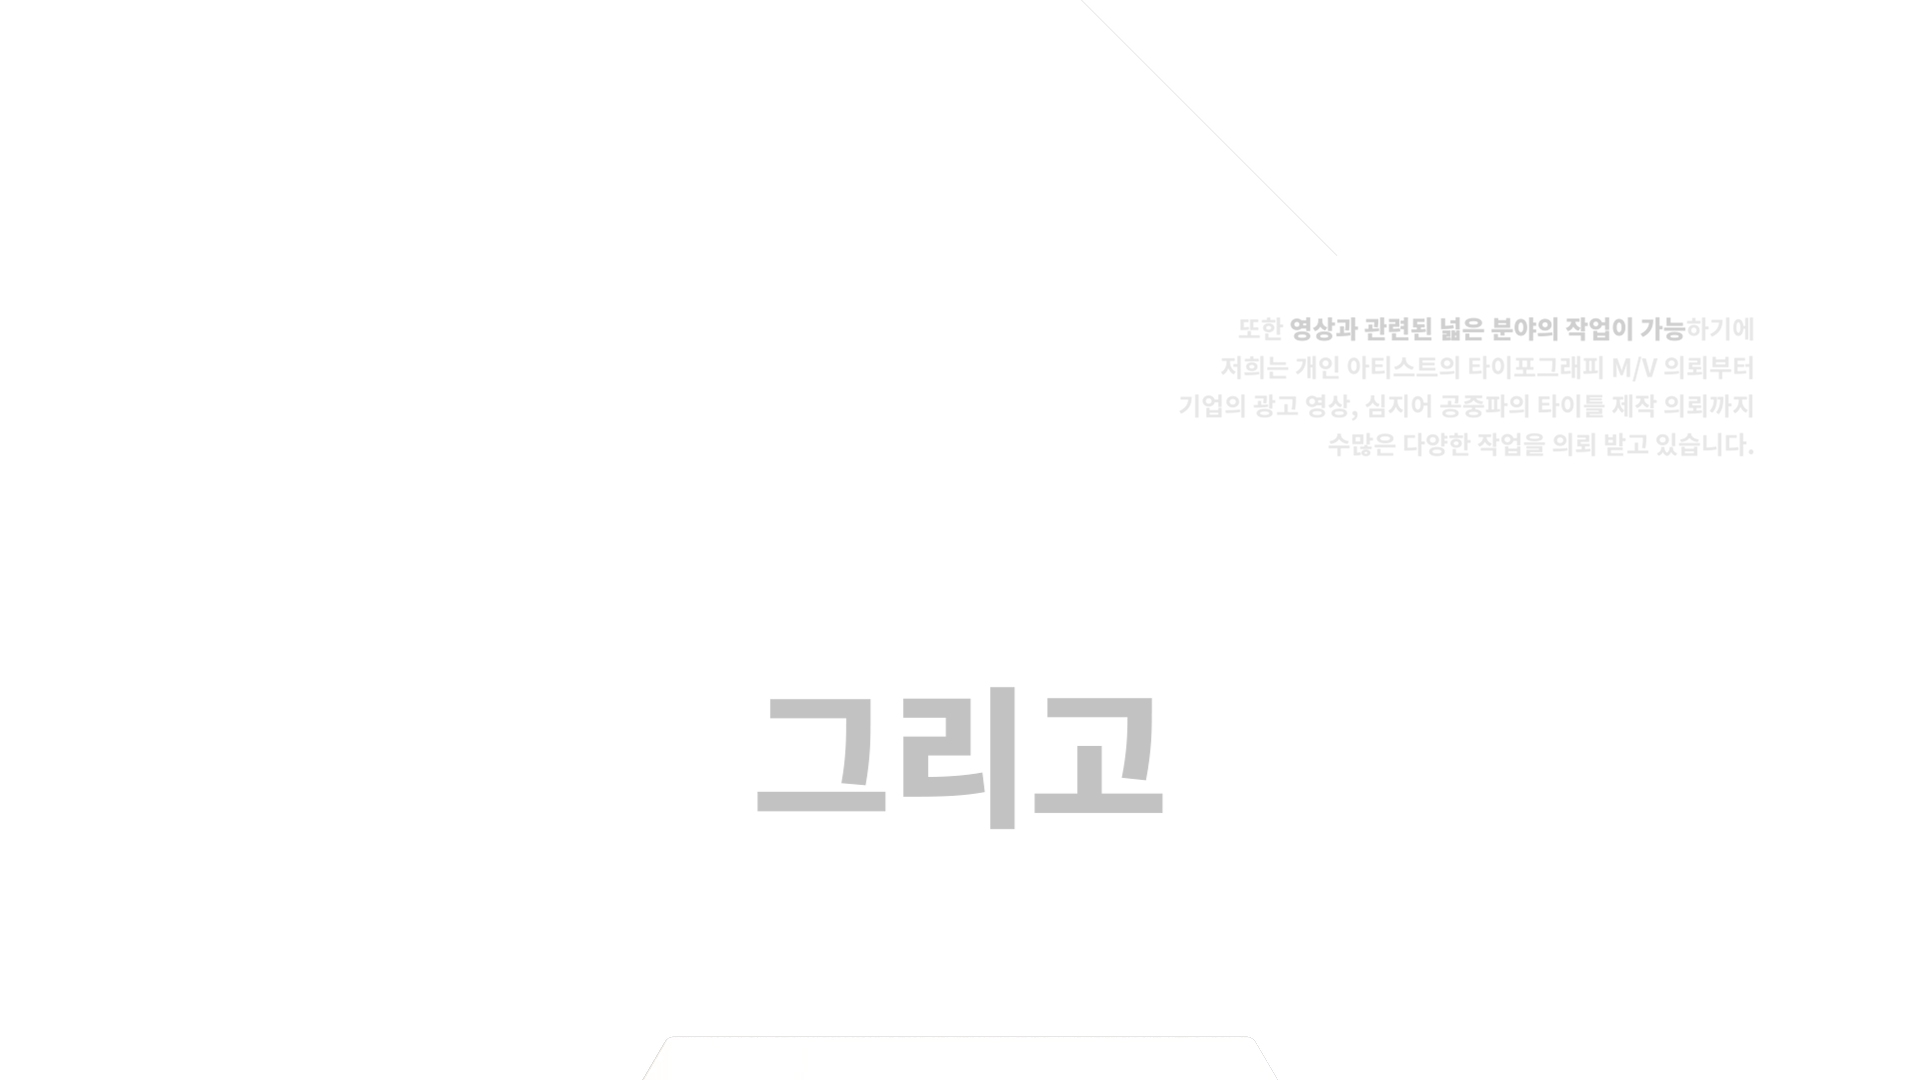 또한 영상과 관련된 넓은 분야의 작업이 가능하기에
저희는 개인 아티스트의 타이포그래피 M/V 의뢰부터
기업의 광고 영상, 심지어 공중파의 타이틀 제작 의뢰까지
수많은 다양한 작업을 의뢰 받고 있습니다.
그리고